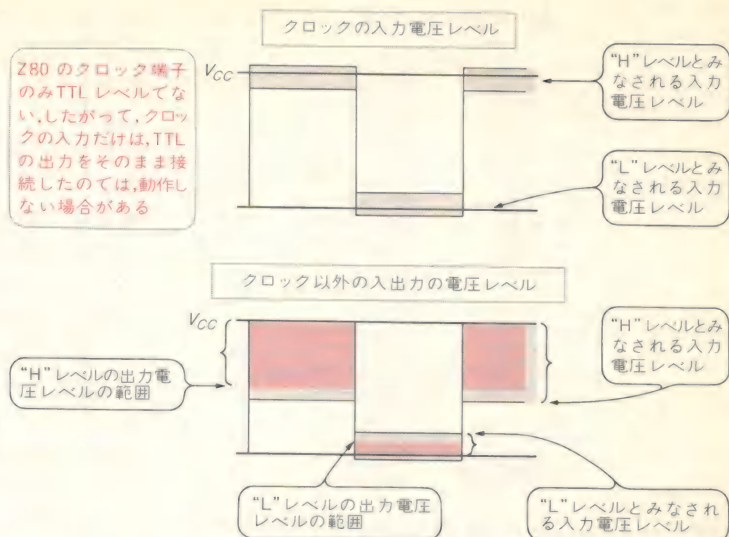 クロックの入力電圧レベル
Z80のクロック端子
のみTTLレベルでな
い。したがって，クロッ
クの入力だけは，TTL
の出力をそのまま接
続したのでは，動作し
ない場合がある
VCC
“H”レベルとみ
なされる入力
電圧レベル
“L”レベルとみ
なされる入力
電圧レベル
クロック以外の入出力の電圧レベル
VCC
“H”レベルの出力電
圧レベルの範囲
“H”レベルとみ
なされる入力
電圧レベル
“L”レベルの出力電圧
レベルの範囲
“L”レベルとみなされ
る入力電圧レベル